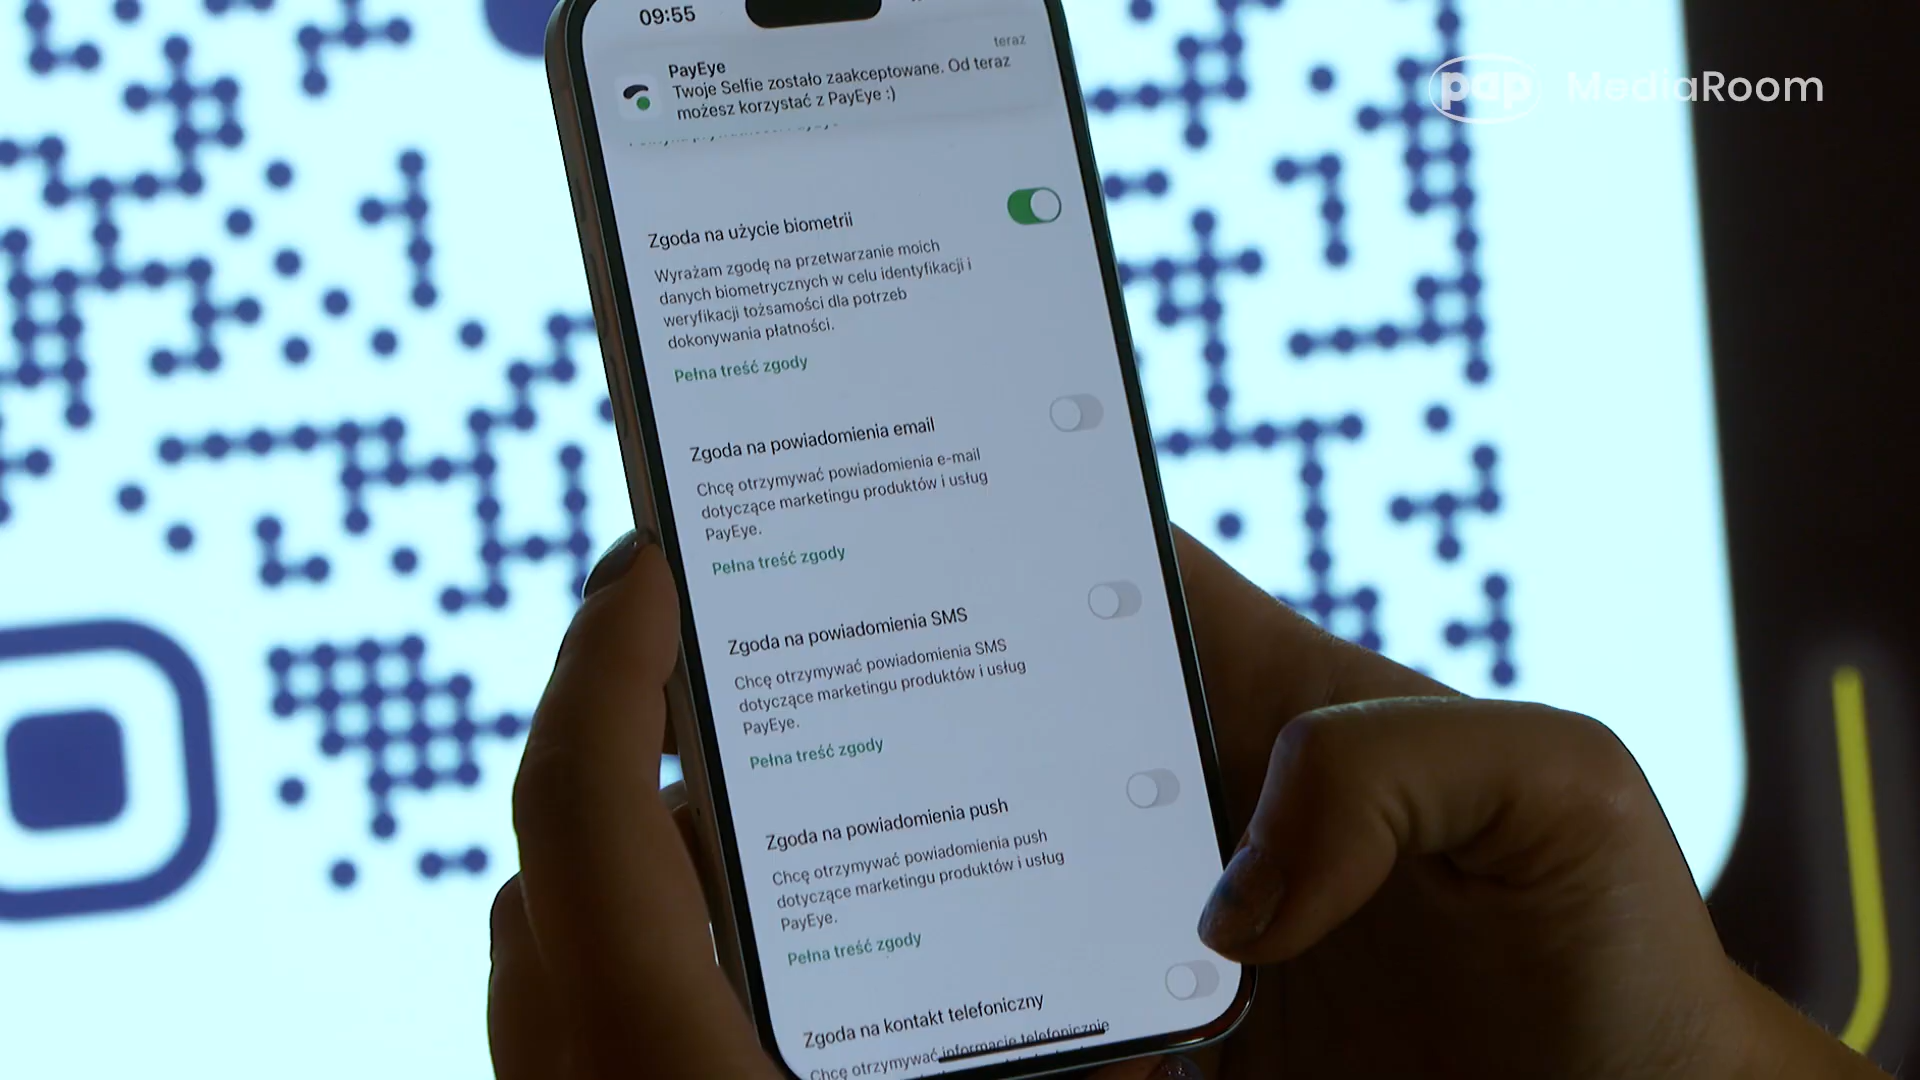 09:55
pap MediaRoom
PayEye
teraz
Twoje Selfie zostało zaakceptowane. Od teraz
możesz korzystać z PayEye :)
Zgoda na użycie biometrii
Wyrażam zgodę na przetwarzanie moich
danych biometrycznych w celu identyfikacji i
weryfikacji tożsamości dla potrzeb
dokonywania płatności.
Pełna treść zgody
Zgoda na powiadomienia email
Chcę otrzymywać powiadomienia e-mail
dotyczące marketingu produktów i usług
PayEye.
Pełna treść zgody
Zgoda na powiadomienia SMS
Chcę otrzymywać powiadomienia SMS
dotyczące marketingu produktów i usług
PayEye.
Pełna treść zgody
Zgoda na powiadomienia push
Chcę otrzymywać powiadomienia push
dotyczące marketingu produktów i usług
PayEye.
Pełna treść zgody
Zgoda na kontakt telefoniczny
Chcę otrzymywać informacje telefonicznie